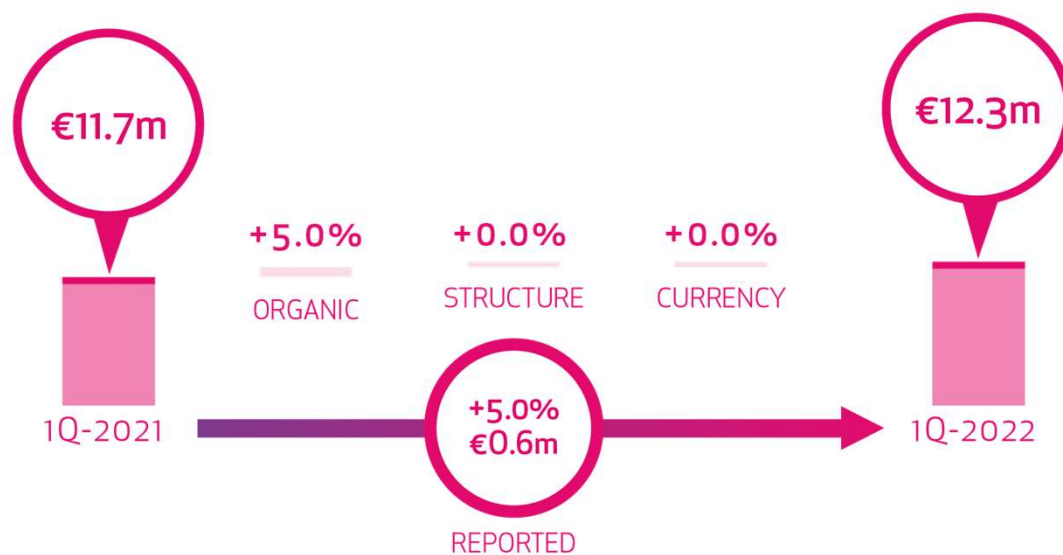 €11.7m
€12.3m
+5.0%
+0.0%
+0.0%
ORGANIC
STRUCTURE
CURRENCY
1Q-2021
+5.0%
€0.6m
1Q-2022
REPORTED